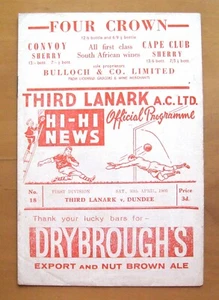 FOUR CROWN
CONVOY SHERRY
All first class South African wines
CAPE CLUB SHERRY
BULLOCH & CO., LIMITED
THIRD LANARK A.C. LTD.
HI-HI NEWS
Official Programme
No. 18
Price 3d.
THIRD LANARK v. DUNDEE
Thank your lucky bars for-
DRYBROUGH'S
EXPORT AND NUT BROWN ALE